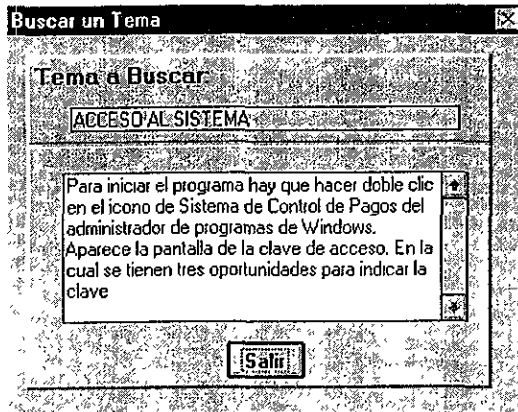 Buscar un Tema
Tema a Buscar:
ACCESO AL SISTEMA
Para iniciar el programa hay que hacer doble clic
en el icono de Sistema de Control de Pagos del
administrador de programas de Windows.
Aparece la pantalla de la clave de acceso. En la
cual se tienen tres oportunidades para indicar la
clave
Salir